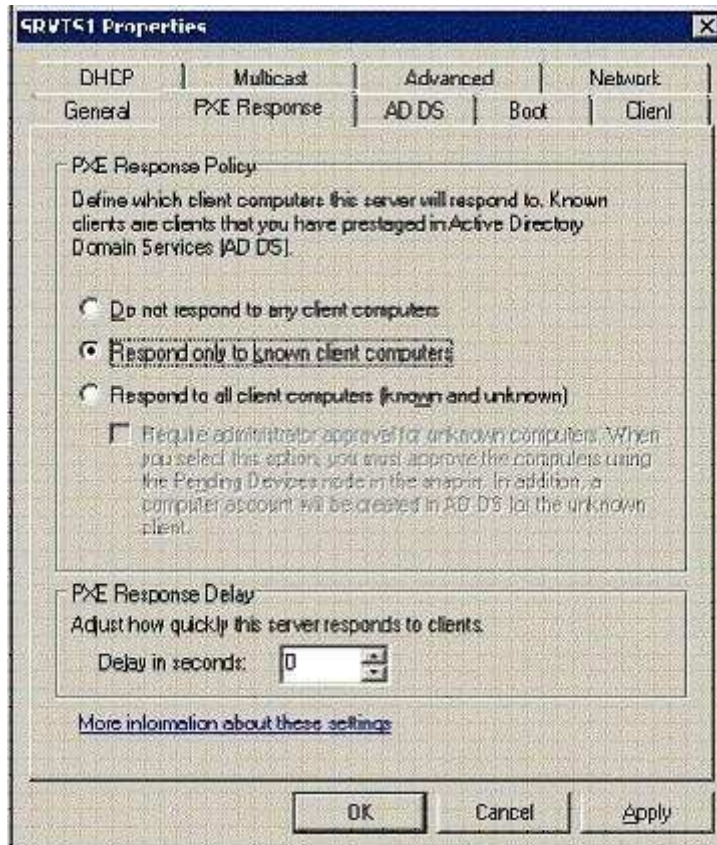 SRVTS1 Properties
DHCP Multicast Advanced Network
General PXE Response AD DS Boot Client
PXE Response Policy
Define which client computers this server will respond to. Known
clients are clients that you have prestaged in Active Directory
Domain Services (AD DS).
Do not respond to any client computers
Respond only to known client computers
Respond to all client computers (known and unknown)
Require administrator approval for unknown computers. When
you select this option, you must approve the computers using
the Pending Devices node in the snap-in. In addition, a
computer account will be created in AD DS for the unknown
client.
PXE Response Delay
Adjust how quickly this server responds to clients.
Delay in seconds: 0
More information about these settings
OK Cancel Apply